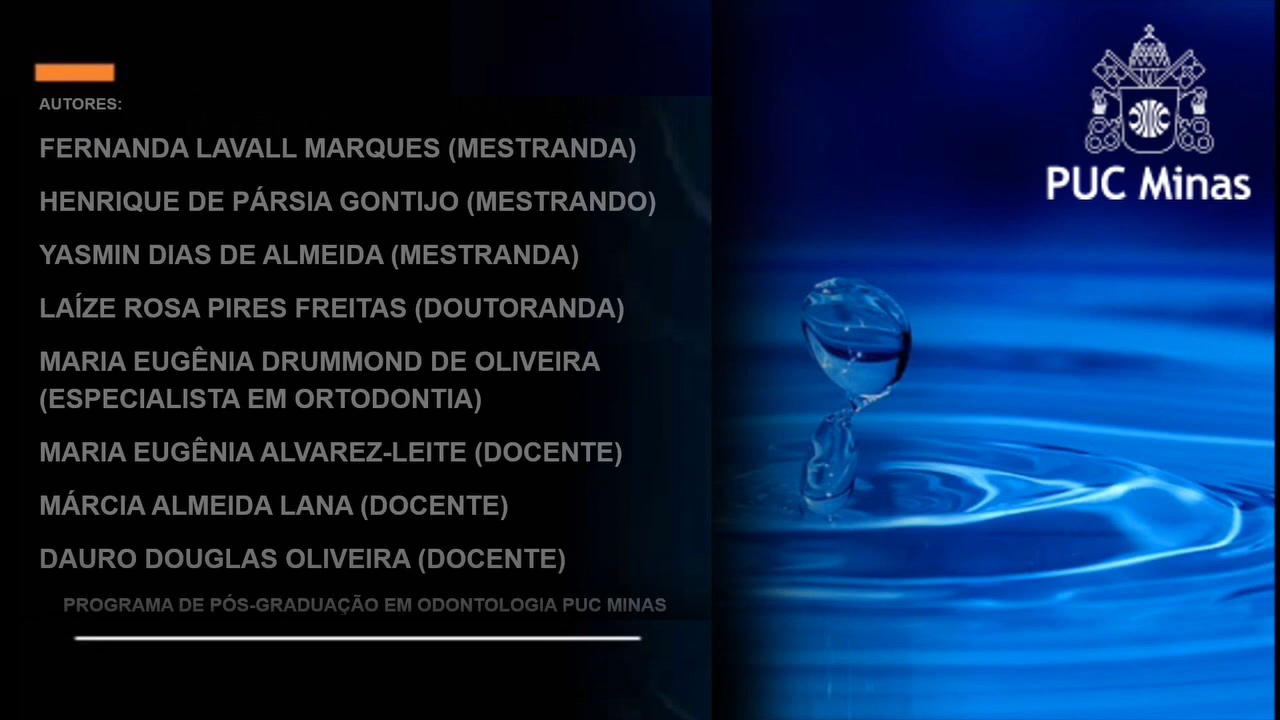 AUTORES:
FERNANDA LAVALL MARQUES (MESTRANDA)
HENRIQUE DE PÁRSIA GONTIJO (MESTRANDO)
YASMIN DIAS DE ALMEIDA (MESTRANDA)
LAÍZE ROSA PIRES FREITAS (DOUTORANDA)
MARIA EUGÊNIA DRUMMOND DE OLIVEIRA
(ESPECIALISTA EM ORTODONTIA)
MARIA EUGÊNIA ALVAREZ-LEITE (DOCENTE)
MÁRCIA ALMEIDA LANA (DOCENTE)
DAURO DOUGLAS OLIVEIRA (DOCENTE)
PROGRAMA DE PÓS-GRADUAÇÃO EM ODONTOLOGIA PUC MINAS
PUC Minas